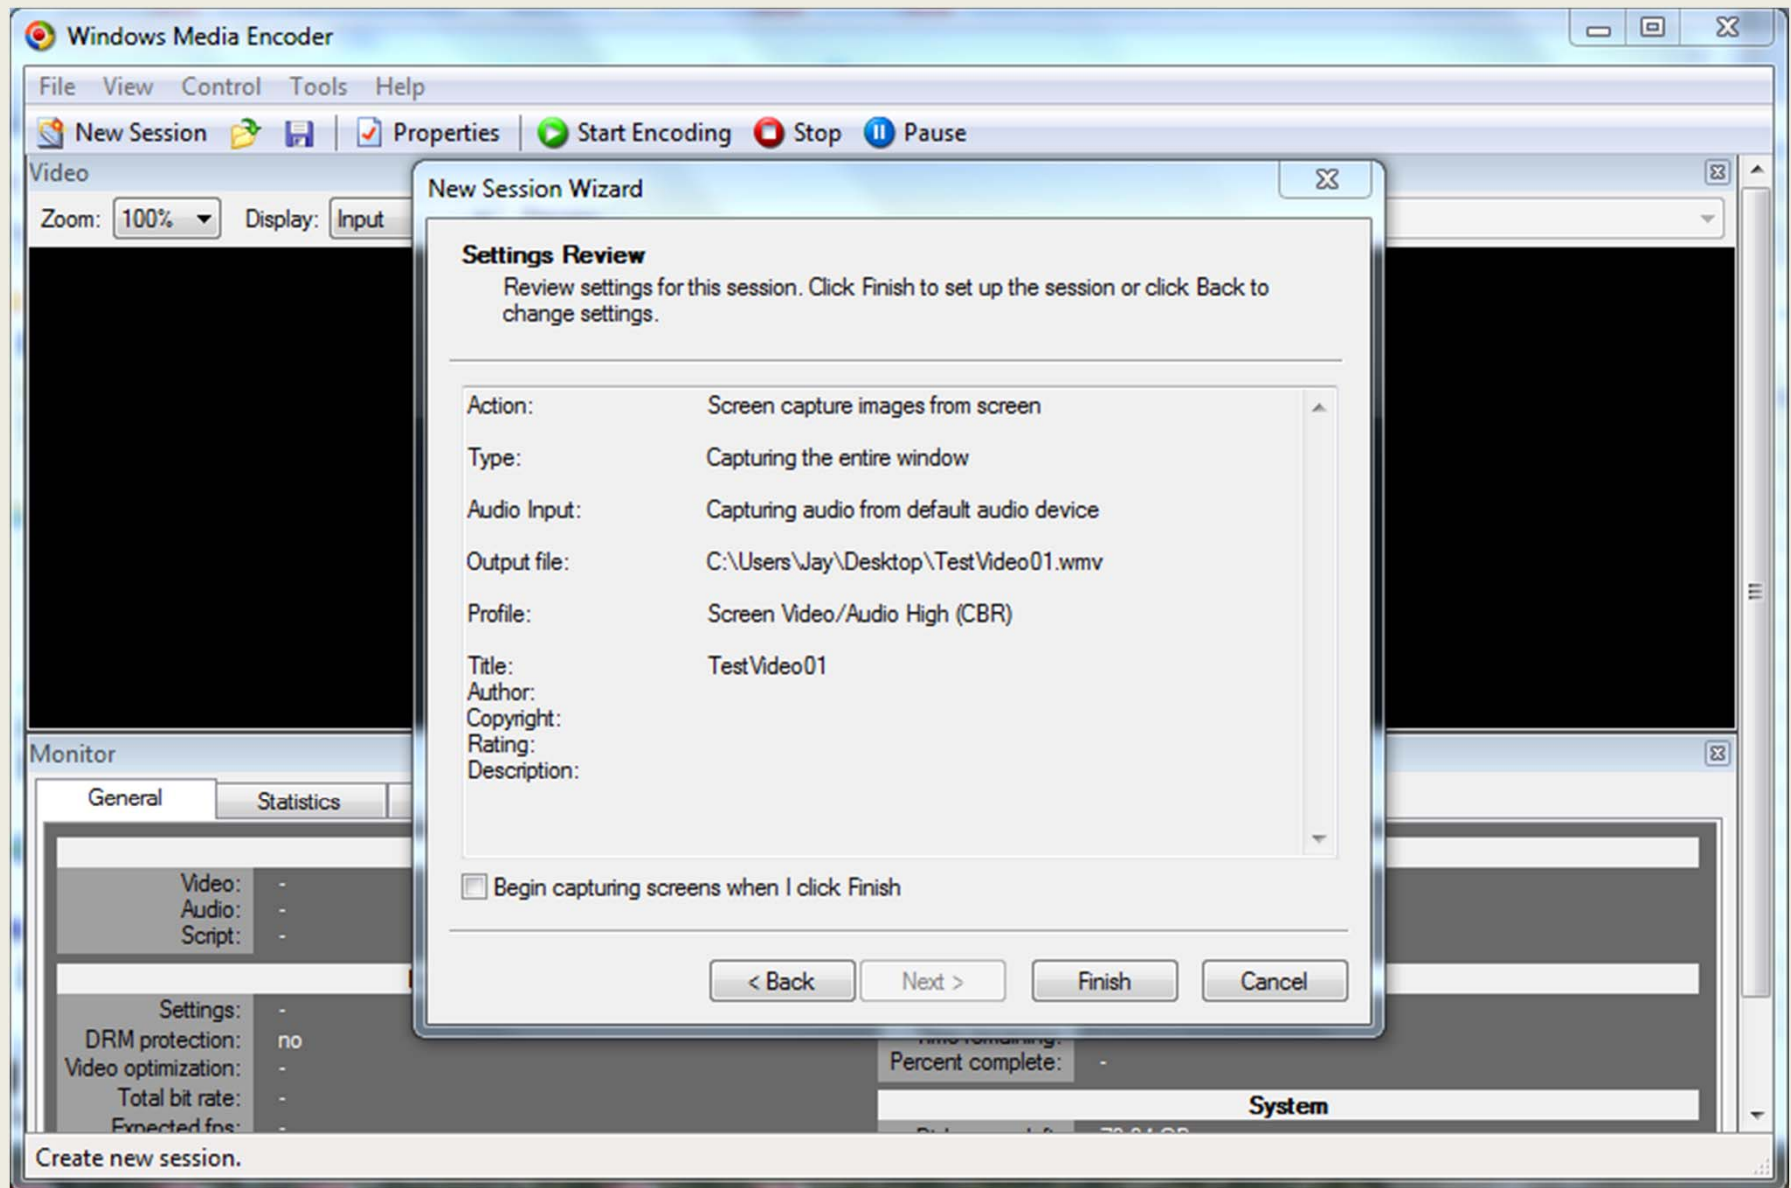 Windows Media Encoder
File View Control Tools Help
New Session Properties Start Encoding Stop Pause
Video
Zoom: 100% Display: Input
New Session Wizard
Settings Review
Review settings for this session. Click Finish to set up the session or click Back to
change settings.
Action: Screen capture images from screen
Type: Capturing the entire window
Audio Input: Capturing audio from default audio device
Output file: C:\Users\Jay\Desktop\TestVideo01.wmv
Profile: Screen Video/Audio High (CBR)
Title: TestVideo01
Author:
Copyright:
Rating:
Description:
Begin capturing screens when I click Finish
< Back Next > Finish Cancel
Monitor
General Statistics
Video: -
Audio: -
Script: -
Settings: -
DRM protection: no
Video optimization: -
Total bit rate: -
Expected fps: -
Time remaining:
Percent complete: -
System
Create new session.